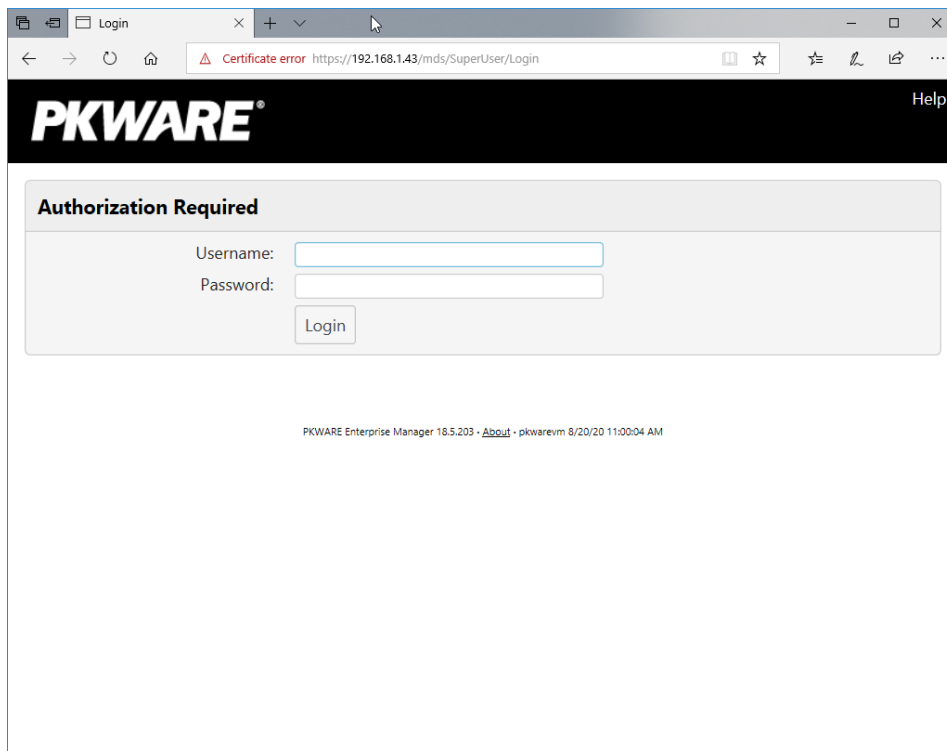 Login
Certificate error https://192.168.1.43/mds/SuperUser/Login
Help
PKWARE®
Authorization Required
Username:
Password:
Login
PKWARE Enterprise Manager 18.5.203 • About • pkwarevm 8/20/20 11:00:04 AM